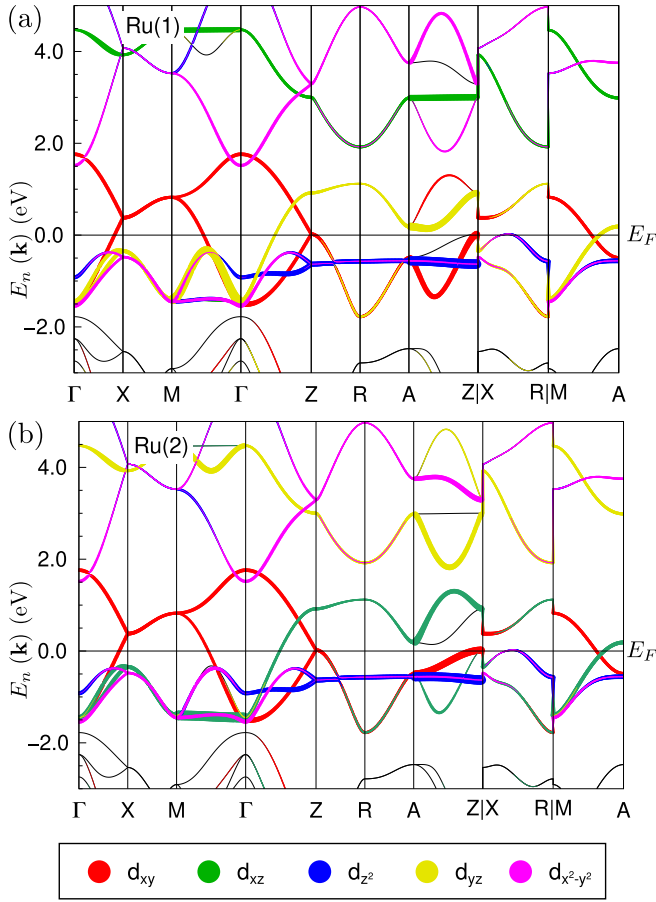 (a)
Ru(1)
4.0
2.0
0.0
−2.0
E_n (k) (eV)
E_F
Γ X M Γ Z R A Z|X R|M A
(b)
Ru(2)
4.0
2.0
0.0
−2.0
E_n (k) (eV)
E_F
Γ X M Γ Z R A Z|X R|M A
d_xy d_xz d_z² d_yz d_x²-y²